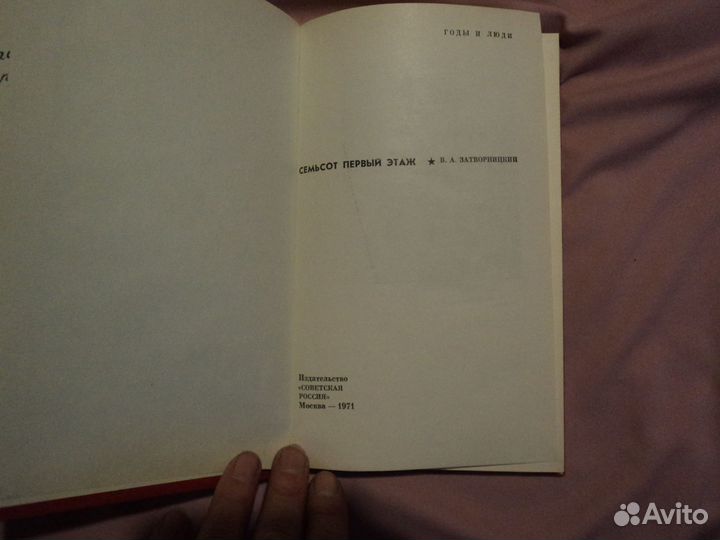 ГОДЫ И ЛЮДИ
СЕМЬСОТ ПЕРВЫЙ ЭТАЖ ★ В. А. ЗАТВОРНИЦКИЙ
Издательство
«СОВЕТСКАЯ
РОССИЯ»
Москва — 1971
Avito